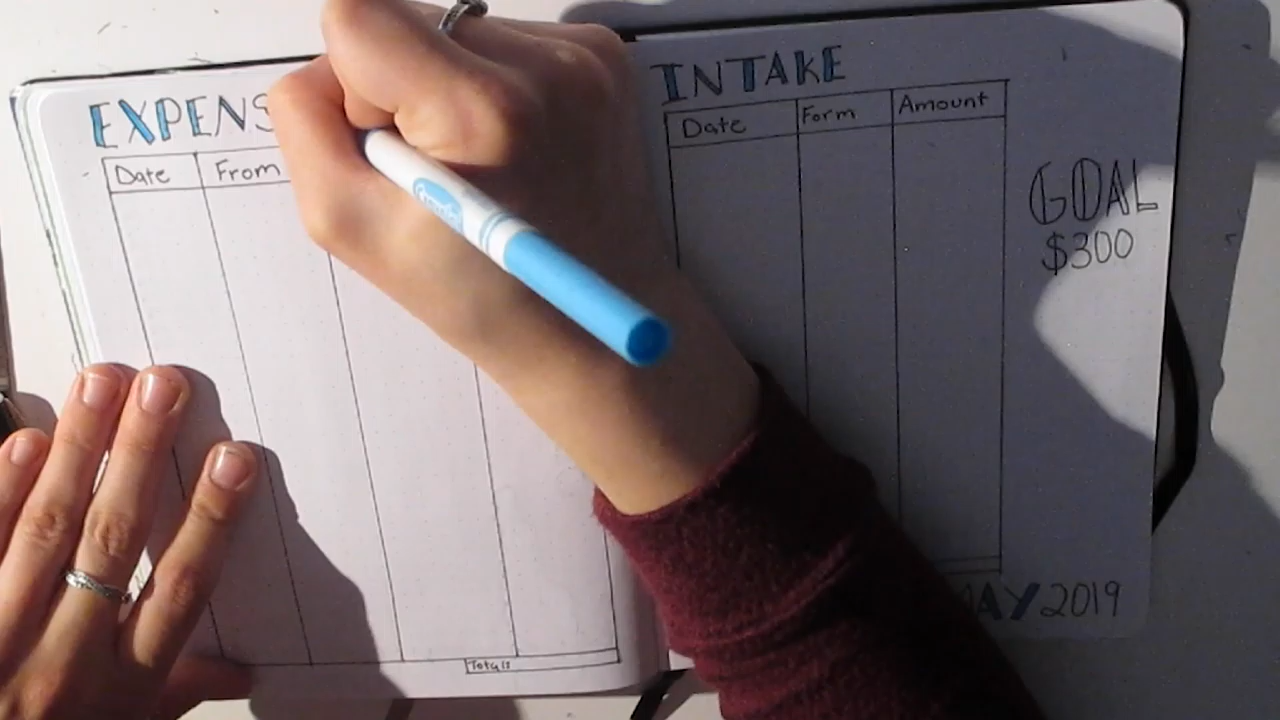 EXPENS
Date From
Totals
INTAKE
Date Form Amount
GOAL
$300
AY 2019